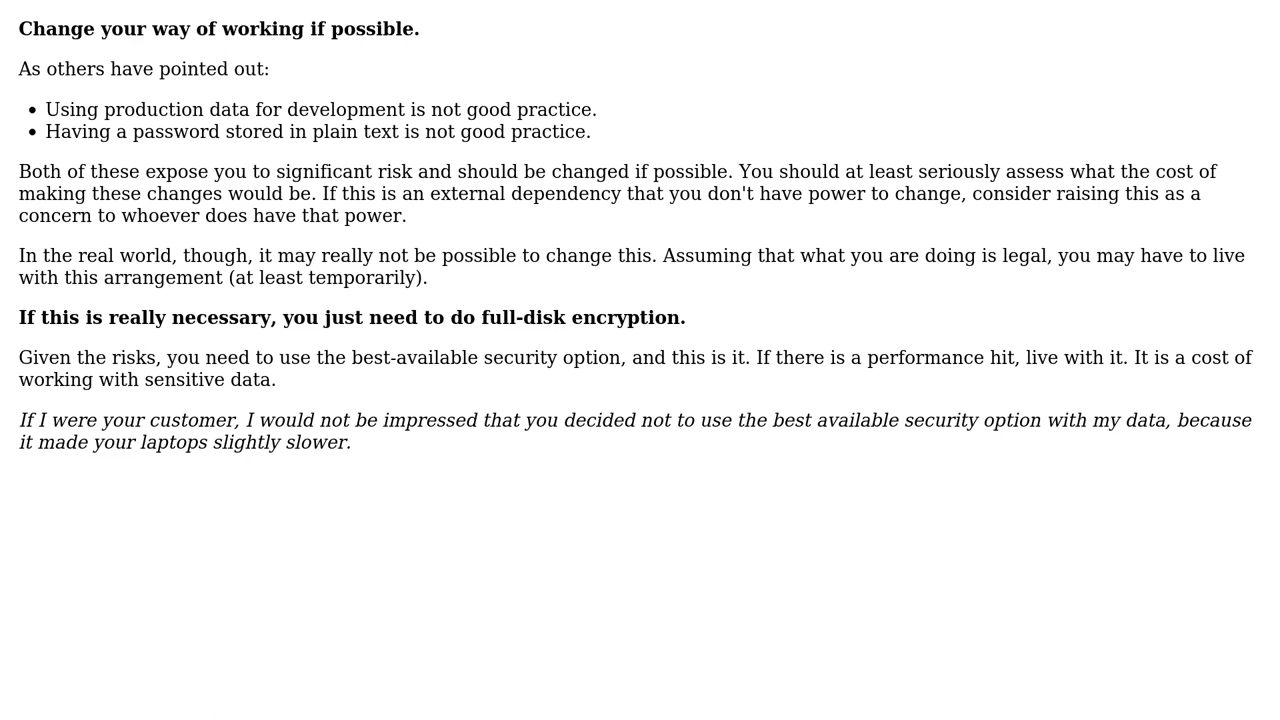 Change your way of working if possible.
As others have pointed out:
• Using production data for development is not good practice.
• Having a password stored in plain text is not good practice.
Both of these expose you to significant risk and should be changed if possible. You should at least seriously assess what the cost of
making these changes would be. If this is an external dependency that you don't have power to change, consider raising this as a
concern to whoever does have that power.
In the real world, though, it may really not be possible to change this. Assuming that what you are doing is legal, you may have to live
with this arrangement (at least temporarily).
If this is really necessary, you just need to do full-disk encryption.
Given the risks, you need to use the best-available security option, and this is it. If there is a performance hit, live with it. It is a cost of
working with sensitive data.
If I were your customer, I would not be impressed that you decided not to use the best available security option with my data, because
it made your laptops slightly slower.